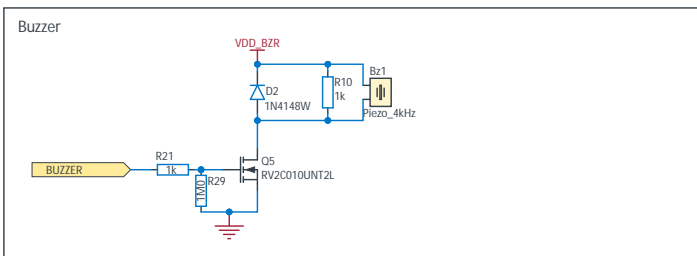 Buzzer
VDD_BZR
Bz1
R10
1k
D2
1N4148W
Piezo_4kHz
R21
1k
BUZZER
Q5
RV2C010UNT2L
R29
1M0